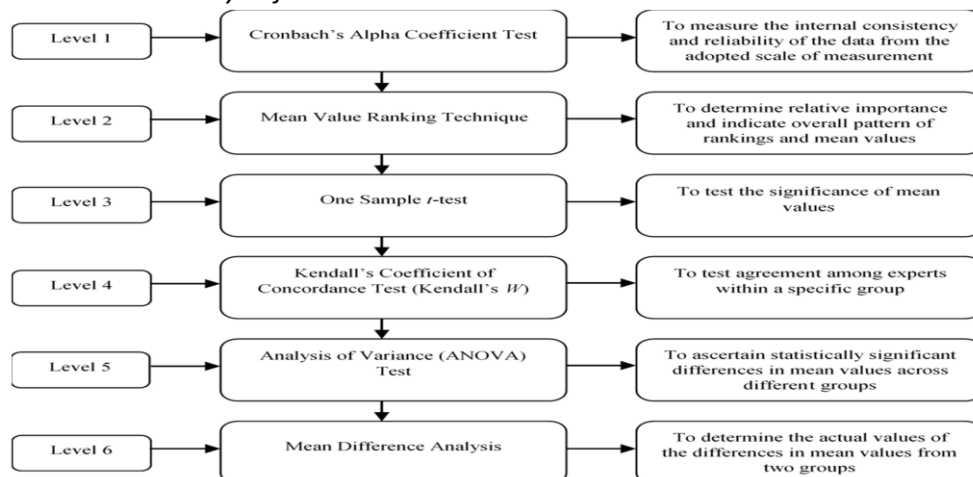 Level 1
Cronbach's Alpha Coefficient Test
To measure the internal consistency
and reliability of the data from the
adopted scale of measurement
Level 2
Mean Value Ranking Technique
To determine relative importance
and indicate overall pattern of
rankings and mean values
Level 3
One Sample t-test
To test the significance of mean
values
Level 4
Kendall's Coefficient of
Concordance Test (Kendall's W)
To test agreement among experts
within a specific group
Level 5
Analysis of Variance (ANOVA)
Test
To ascertain statistically significant
differences in mean values across
different groups
Level 6
Mean Difference Analysis
To determine the actual values of
the differences in mean values from
two groups